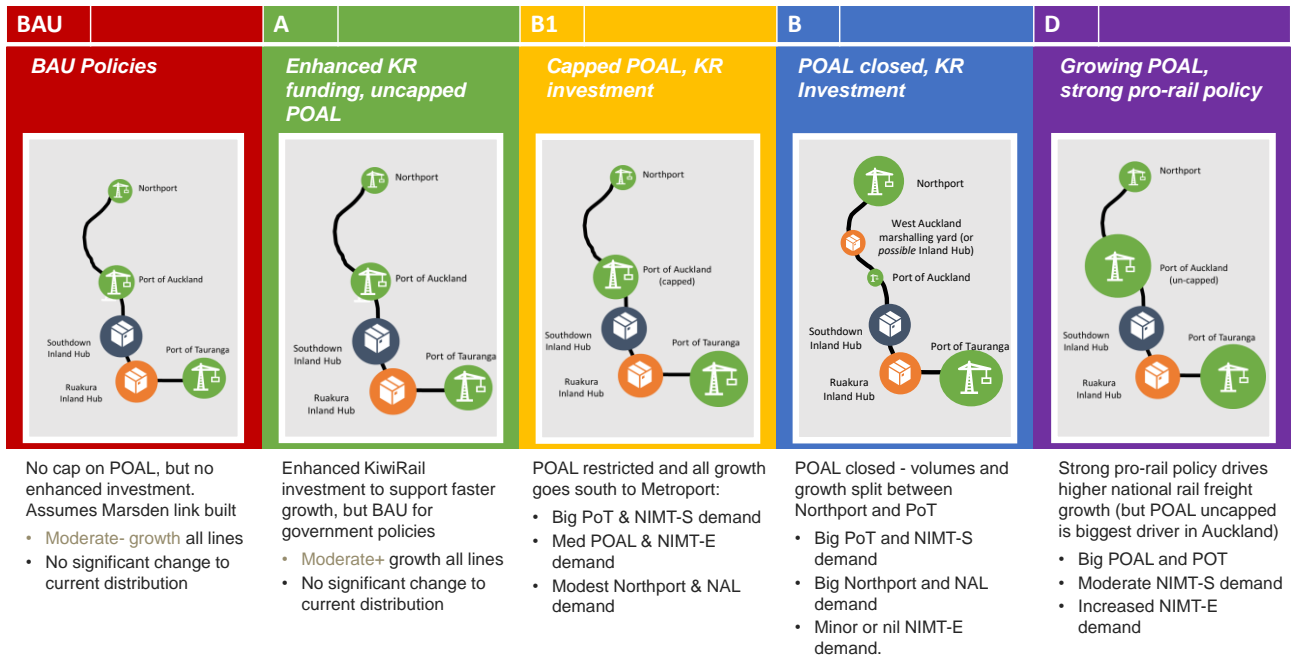 BAU
BAU Policies
Northport
Port of Auckland
Southdown
Inland Hub
Port of Tauranga
Ruakura
Inland Hub
No cap on POAL, but no
enhanced investment.
Assumes Marsden link built
• Moderate- growth all lines
• No significant change to
current distribution
A
Enhanced KR
funding, uncapped
POAL
Northport
Port of Auckland
Southdown
Inland Hub
Port of Tauranga
Ruakura
Inland Hub
Enhanced KiwiRail
investment to support faster
growth, but BAU for
government policies
• Moderate+ growth all lines
• No significant change to
current distribution
B1
Capped POAL, KR
investment
Northport
Port of Auckland
(capped)
Southdown
Inland Hub
Port of Tauranga
Ruakura
Inland Hub
POAL restricted and all growth
goes south to Metroport:
• Big PoT & NIMT-S demand
• Med POAL & NIMT-E
demand
• Modest Northport & NAL
demand
B
POAL closed, KR
Investment
Northport
West Auckland
marshalling yard (or
possible Inland Hub)
Port of Auckland
Southdown
Inland Hub
Port of Tauranga
Ruakura
Inland Hub
POAL closed - volumes and
growth split between
Northport and PoT
• Big PoT and NIMT-S
demand
• Big Northport and NAL
demand
• Minor or nil NIMT-E
demand.
D
Growing POAL,
strong pro-rail policy
Northport
Port of Auckland
(un-capped)
Southdown
Inland Hub
Port of Tauranga
Ruakura
Inland Hub
Strong pro-rail policy drives
higher national rail freight
growth (but POAL uncapped
is biggest driver in Auckland)
• Big POAL and POT
• Moderate NIMT-S demand
• Increased NIMT-E
demand